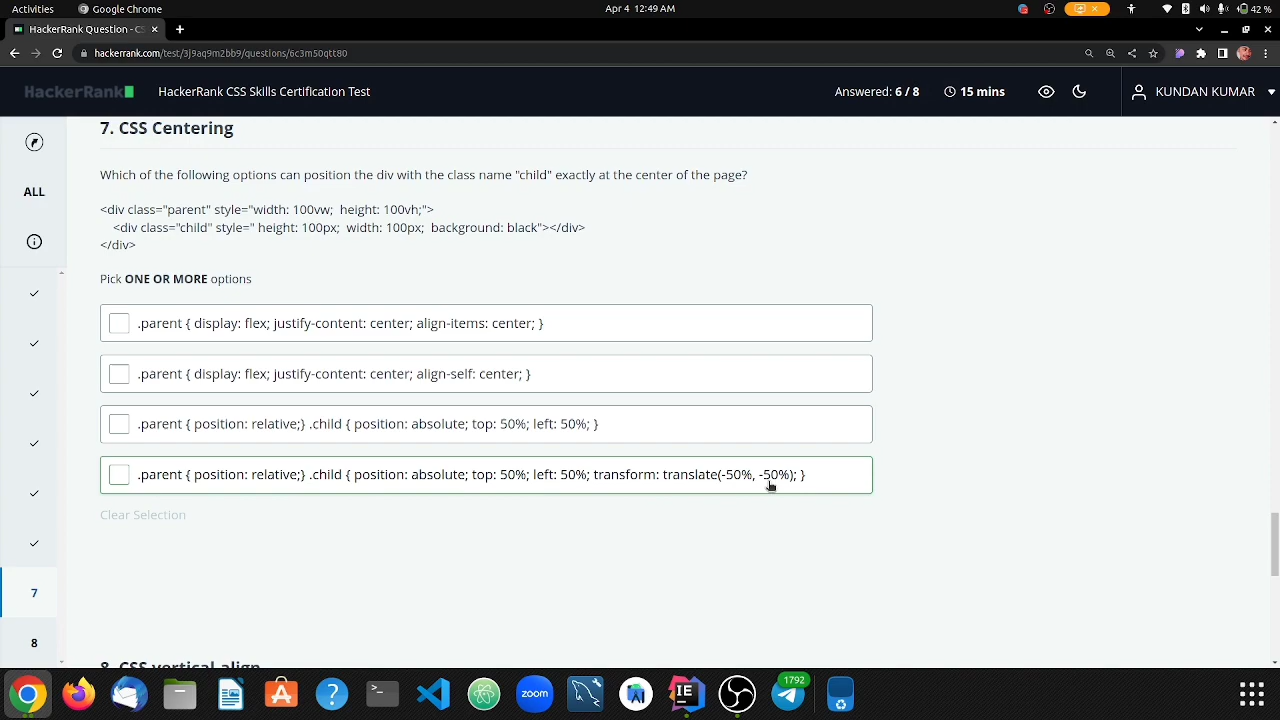 Activities
Google Chrome
Apr 4 12:49 AM
42 %
HackerRank Question - CS
hackerrank.com/test/3j9aq9m2bb9/questions/6c3m50qtt80
HackerRank
HackerRank CSS Skills Certification Test
Answered: 6 / 8
15 mins
KUNDAN KUMAR
ALL
7
8
7. CSS Centering
Which of the following options can position the div with the class name "child" exactly at the center of the page?
<div class="parent" style="width: 100vw; height: 100vh;">
<div class="child" style=" height: 100px; width: 100px; background: black"></div>
</div>
Pick ONE OR MORE options
.parent { display: flex; justify-content: center; align-items: center; }
.parent { display: flex; justify-content: center; align-self: center; }
.parent { position: relative;} .child { position: absolute; top: 50%; left: 50%; }
.parent { position: relative;} .child { position: absolute; top: 50%; left: 50%; transform: translate(-50%, -50%); }
Clear Selection
8. CSS vertical align
zoom
IE
1792